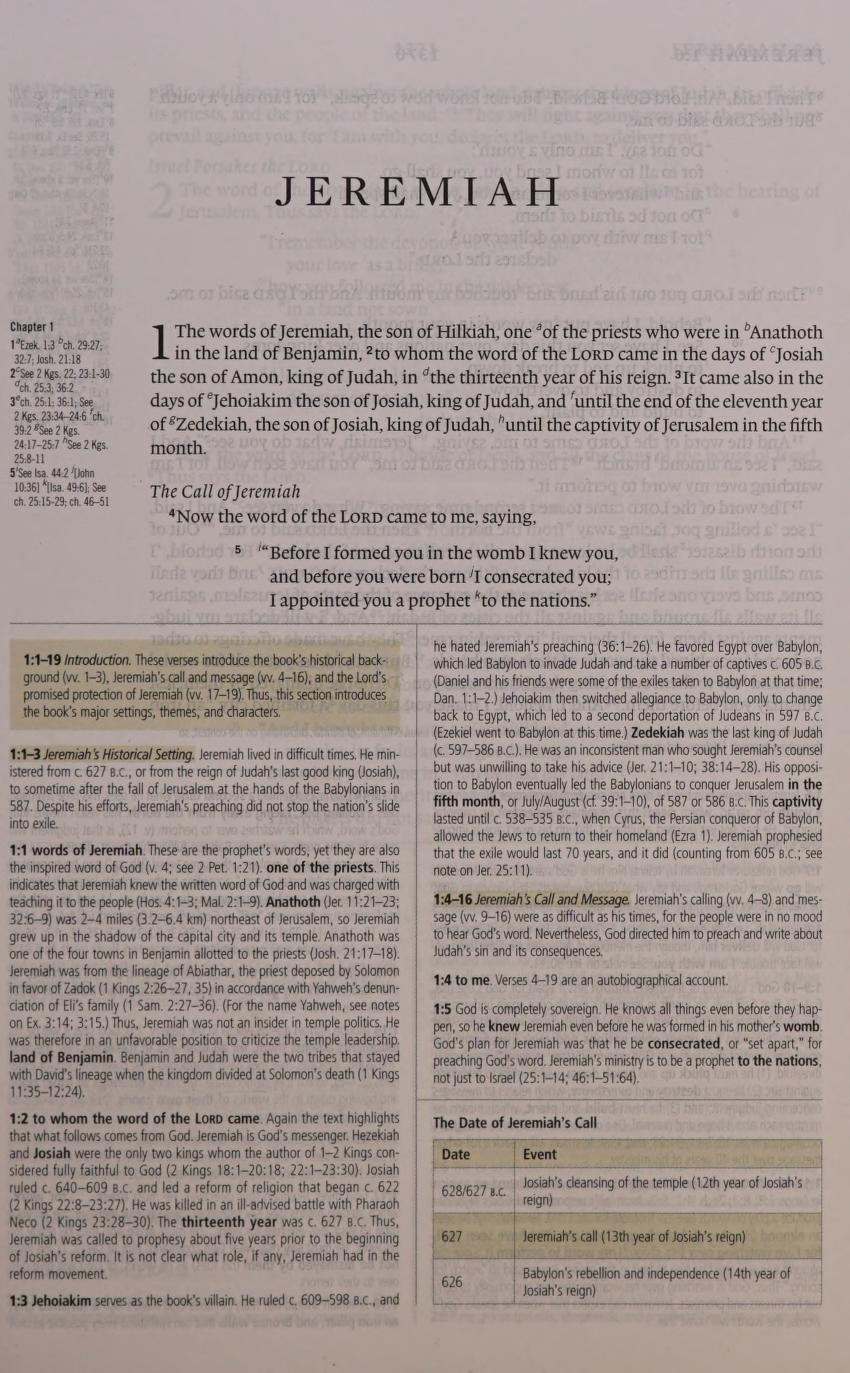 JEREMIAH
Chapter 1
1 a Ezek. 1:3 b ch. 29:27;
32:7; Josh. 21:18
2 c See 2 Kgs. 22; 23:1-30
d ch. 25:3; 36:2
3 e ch. 25:1; 36:1; See
2 Kgs. 23:34–24:6 f ch.
39:2 g See 2 Kgs.
24:17–25:7 h See 2 Kgs.
25:8-11
5 i See Isa. 44:2 j [John
10:36] k [Isa. 49:6]; See
ch. 25:15-29; ch. 46–51
1 The words of Jeremiah, the son of Hilkiah, one a of the priests who were in b Anathoth
in the land of Benjamin, 2 to whom the word of the LORD came in the days of c Josiah
the son of Amon, king of Judah, in d the thirteenth year of his reign. 3 It came also in the
days of e Jehoiakim the son of Josiah, king of Judah, and f until the end of the eleventh year
of g Zedekiah, the son of Josiah, king of Judah, h until the captivity of Jerusalem in the fifth
month.
The Call of Jeremiah
4 Now the word of the LORD came to me, saying,
5 i “Before I formed you in the womb I knew you,
and before you were born j I consecrated you;
I appointed you a prophet k to the nations.”
1:1–19 Introduction. These verses introduce the book's historical back-
ground (vv. 1–3), Jeremiah's call and message (vv. 4–16), and the Lord's
promised protection of Jeremiah (vv. 17–19). Thus, this section introduces
the book's major settings, themes, and characters.
1:1–3 Jeremiah's Historical Setting. Jeremiah lived in difficult times. He min-
istered from c. 627 B.C., or from the reign of Judah's last good king (Josiah),
to sometime after the fall of Jerusalem at the hands of the Babylonians in
587. Despite his efforts, Jeremiah's preaching did not stop the nation's slide
into exile.
1:1 words of Jeremiah. These are the prophet's words, yet they are also
the inspired word of God (v. 4; see 2 Pet. 1:21). one of the priests. This
indicates that Jeremiah knew the written word of God and was charged with
teaching it to the people (Hos. 4:1–3; Mal. 2:1–9). Anathoth (Jer. 11:21–23;
32:6–9) was 2–4 miles (3.2–6.4 km) northeast of Jerusalem, so Jeremiah
grew up in the shadow of the capital city and its temple. Anathoth was
one of the four towns in Benjamin allotted to the priests (Josh. 21:17–18).
Jeremiah was from the lineage of Abiathar, the priest deposed by Solomon
in favor of Zadok (1 Kings 2:26–27, 35) in accordance with Yahweh's denun-
ciation of Eli's family (1 Sam. 2:27–36). (For the name Yahweh, see notes
on Ex. 3:14; 3:15.) Thus, Jeremiah was not an insider in temple politics. He
was therefore in an unfavorable position to criticize the temple leadership.
land of Benjamin. Benjamin and Judah were the two tribes that stayed
with David's lineage when the kingdom divided at Solomon's death (1 Kings
11:35–12:24).
1:2 to whom the word of the LORD came. Again the text highlights
that what follows comes from God. Jeremiah is God's messenger. Hezekiah
and Josiah were the only two kings whom the author of 1–2 Kings con-
sidered fully faithful to God (2 Kings 18:1–20:18; 22:1–23:30). Josiah
ruled c. 640–609 B.C. and led a reform of religion that began c. 622
(2 Kings 22:8–23:27). He was killed in an ill-advised battle with Pharaoh
Neco (2 Kings 23:28–30). The thirteenth year was c. 627 B.C. Thus,
Jeremiah was called to prophesy about five years prior to the beginning
of Josiah's reform. It is not clear what role, if any, Jeremiah had in the
reform movement.
1:3 Jehoiakim serves as the book's villain. He ruled c. 609–598 B.C., and
he hated Jeremiah's preaching (36:1–26). He favored Egypt over Babylon,
which led Babylon to invade Judah and take a number of captives c. 605 B.C.
(Daniel and his friends were some of the exiles taken to Babylon at that time;
Dan. 1:1–2.) Jehoiakim then switched allegiance to Babylon, only to change
back to Egypt, which led to a second deportation of Judeans in 597 B.C.
(Ezekiel went to Babylon at this time.) Zedekiah was the last king of Judah
(c. 597–586 B.C.). He was an inconsistent man who sought Jeremiah's counsel
but was unwilling to take his advice (Jer. 21:1–10; 38:14–28). His opposi-
tion to Babylon eventually led the Babylonians to conquer Jerusalem in the
fifth month, or July/August (cf. 39:1–10), of 587 or 586 B.C. This captivity
lasted until c. 538–535 B.C., when Cyrus, the Persian conqueror of Babylon,
allowed the Jews to return to their homeland (Ezra 1). Jeremiah prophesied
that the exile would last 70 years, and it did (counting from 605 B.C.; see
note on Jer. 25:11).
1:4–16 Jeremiah's Call and Message. Jeremiah's calling (vv. 4–8) and mes-
sage (vv. 9–16) were as difficult as his times, for the people were in no mood
to hear God's word. Nevertheless, God directed him to preach and write about
Judah's sin and its consequences.
1:4 to me. Verses 4–19 are an autobiographical account.
1:5 God is completely sovereign. He knows all things even before they hap-
pen, so he knew Jeremiah even before he was formed in his mother's womb.
God's plan for Jeremiah was that he be consecrated, or “set apart,” for
preaching God's word. Jeremiah's ministry is to be a prophet to the nations,
not just to Israel (25:1–14; 46:1–51:64).
The Date of Jeremiah's Call
Date Event
628/627 B.C. Josiah's cleansing of the temple (12th year of Josiah's
reign)
627 Jeremiah's call (13th year of Josiah's reign)
626 Babylon's rebellion and independence (14th year of
Josiah's reign)